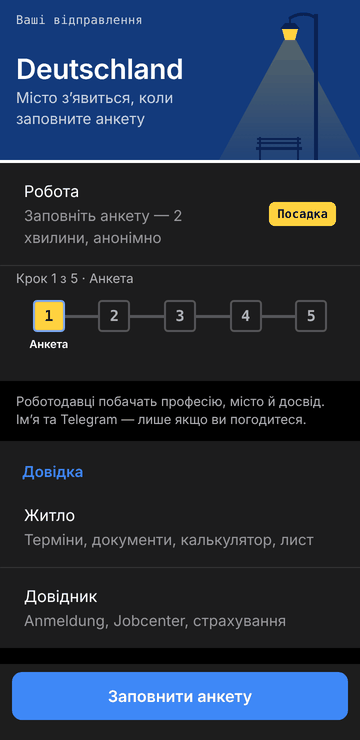 Ваші відправлення
Deutschland
Місто зʼявиться, коли
заповните анкету
Робота
Заповніть анкету — 2
хвилини, анонімно
Посадка
Крок 1 з 5 · Анкета
1 2 3 4 5
Анкета
Роботодавці побачать професію, місто й досвід.
Імʼя та Telegram — лише якщо ви погодитеся.
Довідка
Житло
Терміни, документи, калькулятор, лист
Довідник
Anmeldung, Jobcenter, страхування
Заповнити анкету